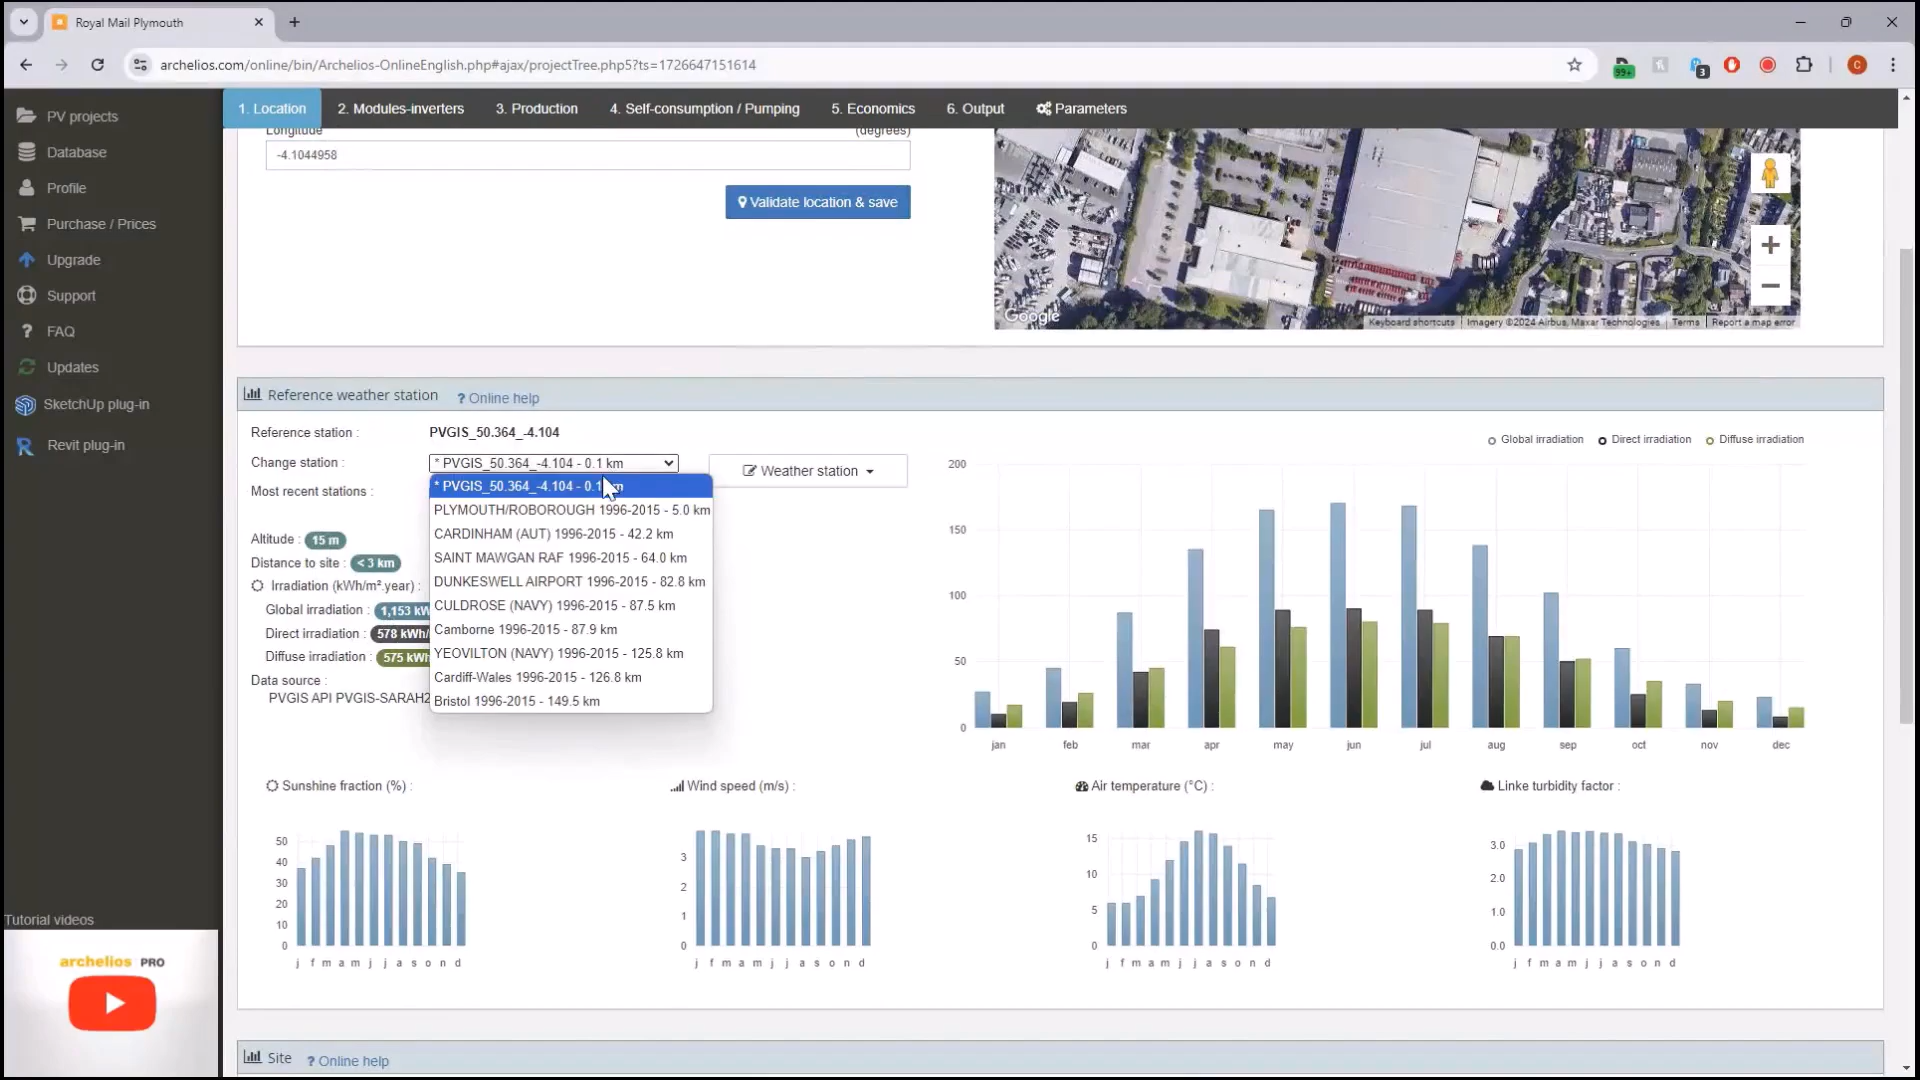 Royal Mail Plymouth
archelios.com/online/bin/Archelios-OnlineEnglish.php#ajax/projectTree.php5?ts=1726647151614
99+
3
C
PV projects
Database
Profile
Purchase / Prices
Upgrade
Support
? FAQ
Updates
SketchUp plug-in
R Revit plug-in
Tutorial videos
archelios PRO
1. Location
2. Modules-inverters
3. Production
4. Self-consumption / Pumping
5. Economics
6. Output
Parameters
Longitude
(degrees)
-4.1044958
Validate location & save
Google
Keyboard shortcuts
Imagery ©2024 Airbus, Maxar Technologies
Terms
Report a map error
Reference weather station
? Online help
Reference station :
PVGIS_50.364_-4.104
Change station :
* PVGIS_50.364_-4.104 - 0.1 km
Weather station
Most recent stations :
* PVGIS_50.364_-4.104 - 0.1 km
PLYMOUTH/ROBOROUGH 1996-2015 - 5.0 km
CARDINHAM (AUT) 1996-2015 - 42.2 km
SAINT MAWGAN RAF 1996-2015 - 64.0 km
DUNKESWELL AIRPORT 1996-2015 - 82.8 km
CULDROSE (NAVY) 1996-2015 - 87.5 km
Camborne 1996-2015 - 87.9 km
YEOVILTON (NAVY) 1996-2015 - 125.8 km
Cardiff-Wales 1996-2015 - 126.8 km
Bristol 1996-2015 - 149.5 km
Altitude : 15 m
Distance to site : < 3 km
Irradiation (kWh/m².year) :
Global irradiation : 1,153 kW
Direct irradiation : 578 kWh/
Diffuse irradiation : 575 kWh
Data source :
PVGIS API PVGIS-SARAH2
Global irradiation
Direct irradiation
Diffuse irradiation
200
150
100
50
0
jan feb mar apr may jun jul aug sep oct nov dec
Sunshine fraction (%) :
50
40
30
20
10
0
j f m a m j j a s o n d
Wind speed (m/s) :
3
2
1
0
j f m a m j j a s o n d
Air temperature (°C) :
15
10
5
0
j f m a m j j a s o n d
Linke turbidity factor :
3.0
2.0
1.0
0.0
j f m a m j j a s o n d
Site
? Online help